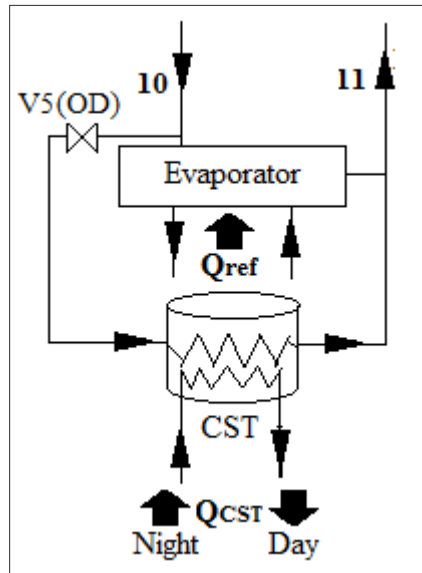 10 11
V5(OD)
Evaporator
Qref
CST
QCST
Night Day